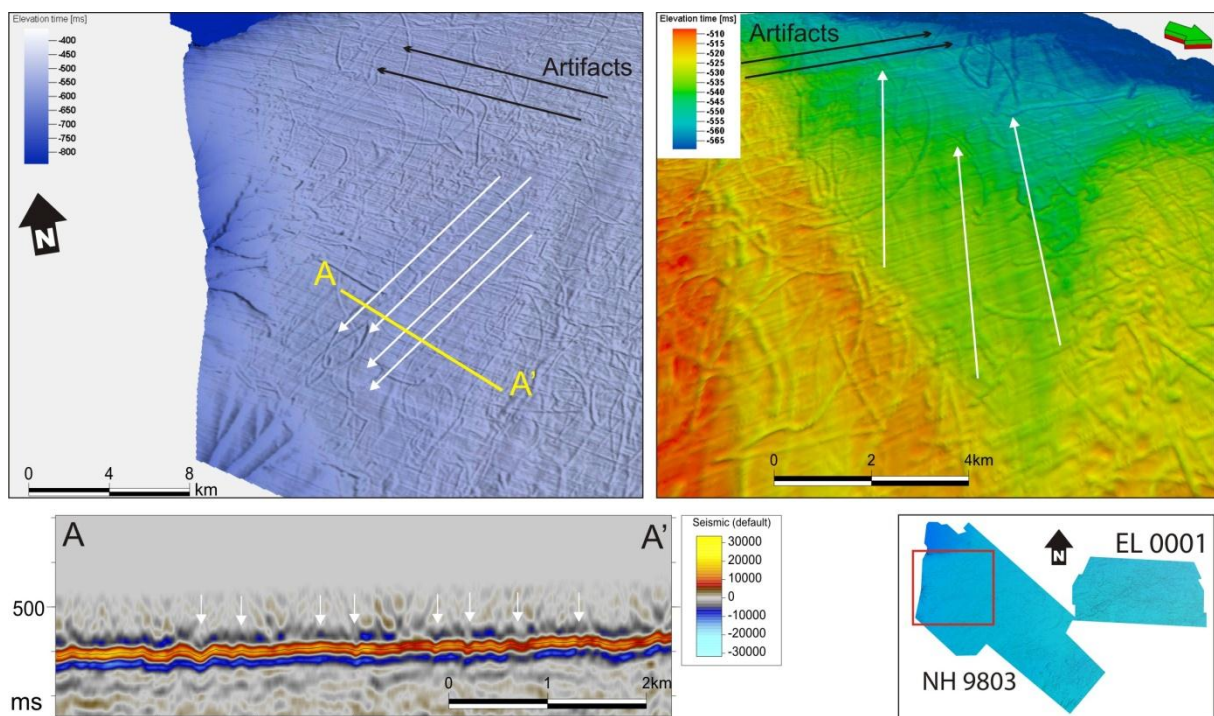 Elevation time [ms]
-400
-450
-500
-550
-600
-650
-700
-750
-800
N
Artifacts
A
A'
0 4 8
km
Elevation time [ms]
-510
-515
-520
-525
-530
-535
-540
-545
-550
-555
-560
-565
Artifacts
0 2 4km
A A'
500
ms
0 1 2km
Seismic (default)
30000
20000
10000
0
-10000
-20000
-30000
N
EL 0001
NH 9803